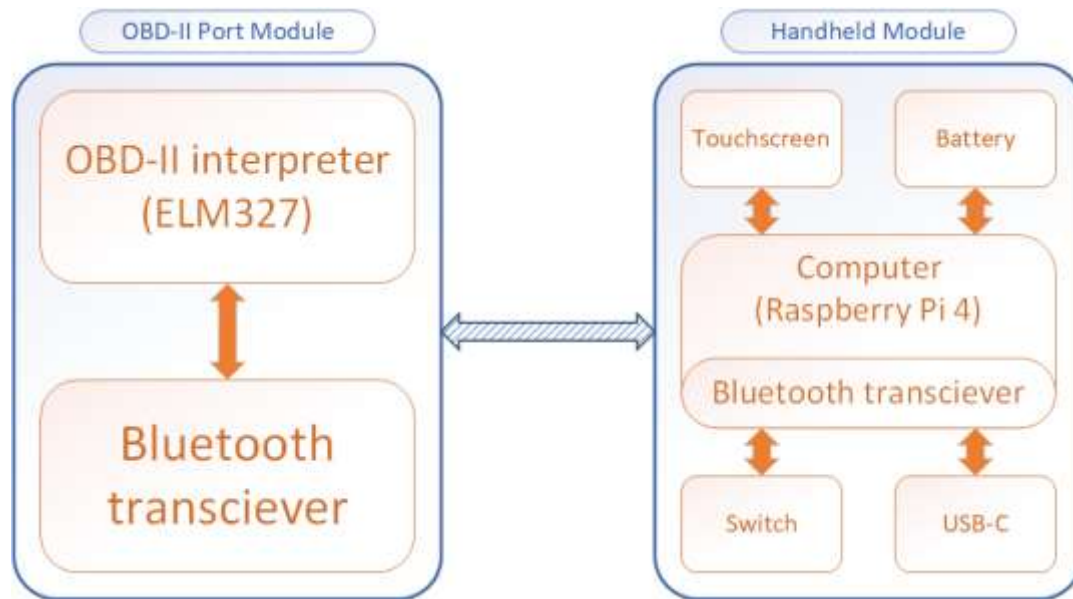 OBD-II Port Module
OBD-II interpreter
(ELM327)
Bluetooth
transciever
Handheld Module
Touchscreen
Battery
Computer
(Raspberry Pi 4)
Bluetooth transciever
Switch
USB-C